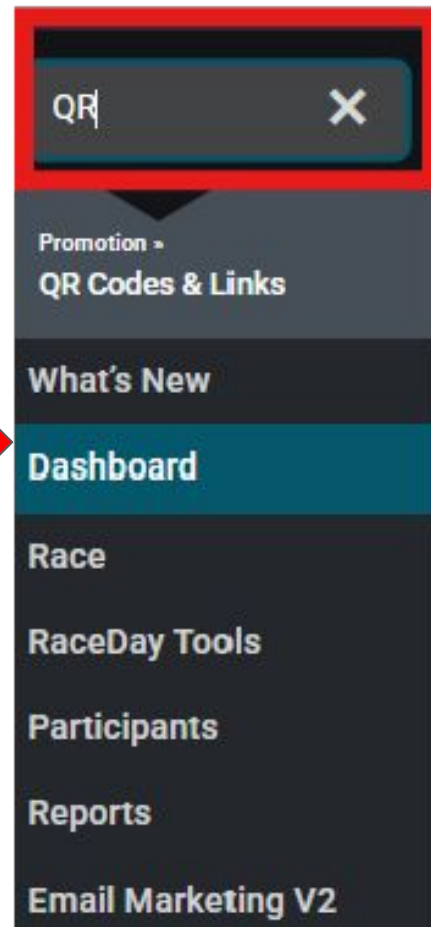 QR
Promotion »
QR Codes & Links
What's New
Dashboard
Race
RaceDay Tools
Participants
Reports
Email Marketing V2